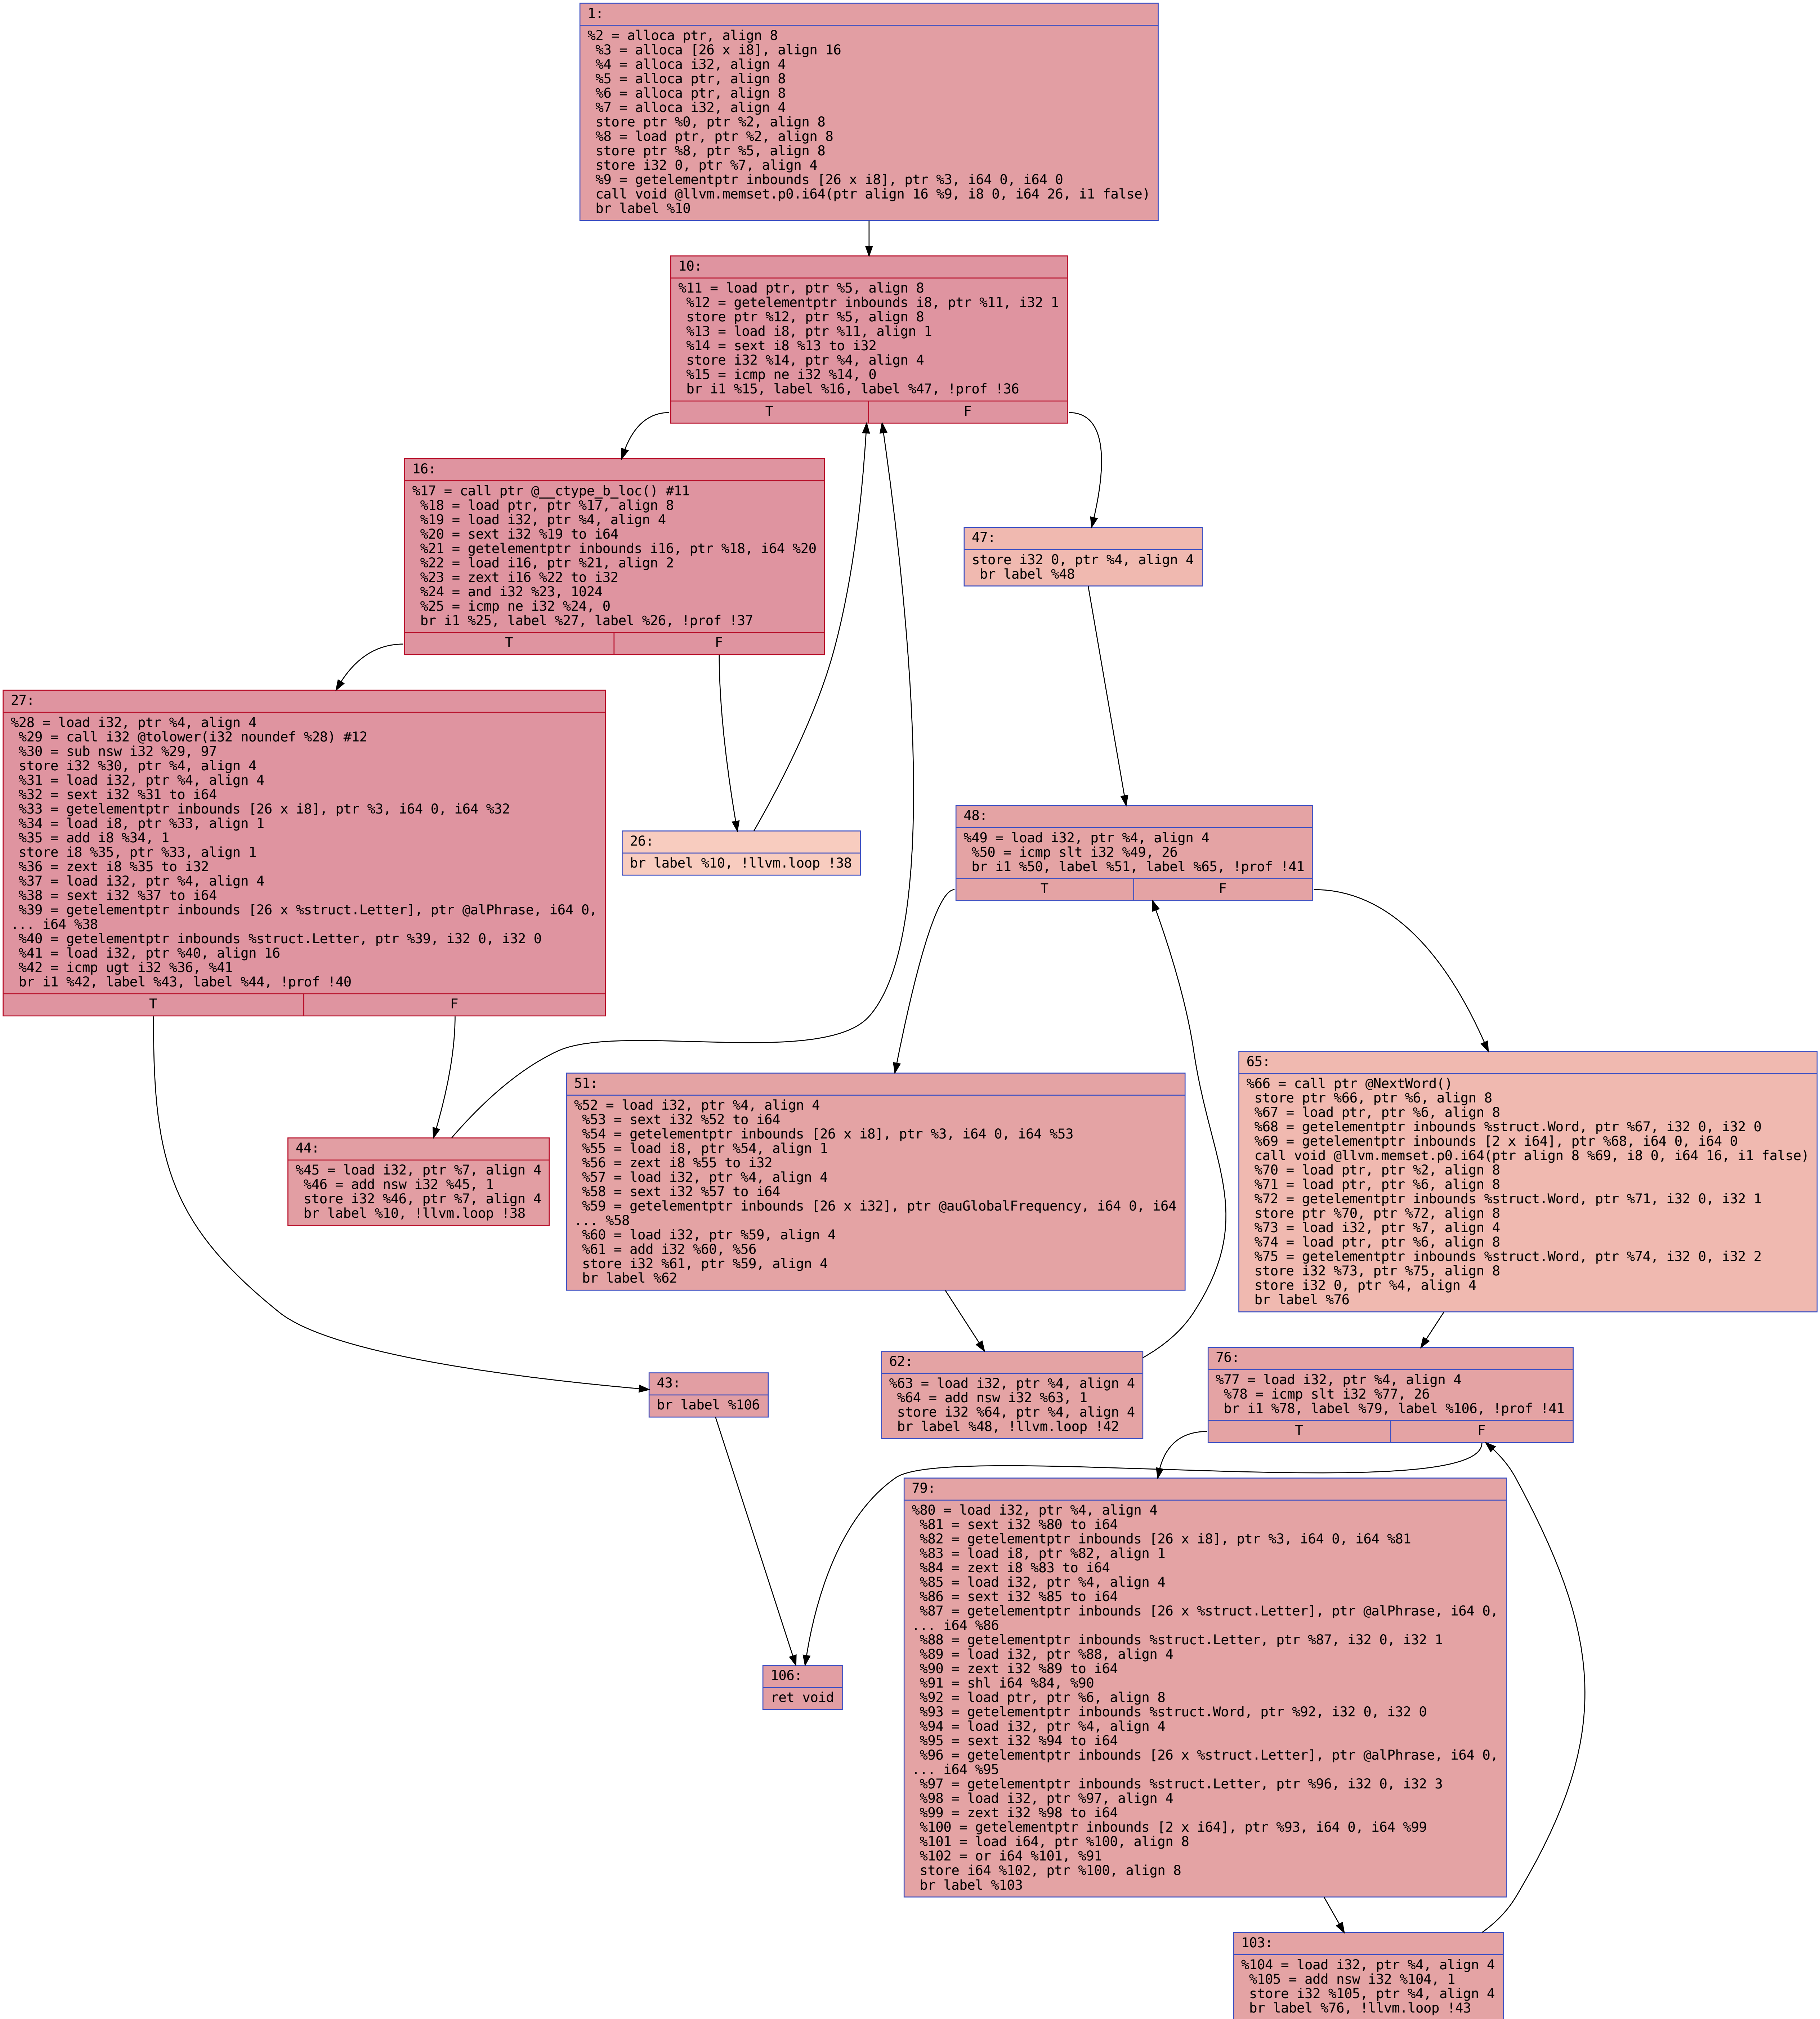 1:
%2 = alloca ptr, align 8
%3 = alloca [26 x i8], align 16
%4 = alloca i32, align 4
%5 = alloca ptr, align 8
%6 = alloca ptr, align 8
%7 = alloca i32, align 4
store ptr %0, ptr %2, align 8
%8 = load ptr, ptr %2, align 8
store ptr %8, ptr %5, align 8
store i32 0, ptr %7, align 4
%9 = getelementptr inbounds [26 x i8], ptr %3, i64 0, i64 0
call void @llvm.memset.p0.i64(ptr align 16 %9, i8 0, i64 26, i1 false)
br label %10
10:
%11 = load ptr, ptr %5, align 8
%12 = getelementptr inbounds i8, ptr %11, i32 1
store ptr %12, ptr %5, align 8
%13 = load i8, ptr %11, align 1
%14 = sext i8 %13 to i32
store i32 %14, ptr %4, align 4
%15 = icmp ne i32 %14, 0
br i1 %15, label %16, label %47, !prof !36
T F
16:
%17 = call ptr @__ctype_b_loc() #11
%18 = load ptr, ptr %17, align 8
%19 = load i32, ptr %4, align 4
%20 = sext i32 %19 to i64
%21 = getelementptr inbounds i16, ptr %18, i64 %20
%22 = load i16, ptr %21, align 2
%23 = zext i16 %22 to i32
%24 = and i32 %23, 1024
%25 = icmp ne i32 %24, 0
br i1 %25, label %27, label %26, !prof !37
T F
47:
store i32 0, ptr %4, align 4
br label %48
27:
%28 = load i32, ptr %4, align 4
%29 = call i32 @tolower(i32 noundef %28) #12
%30 = sub nsw i32 %29, 97
store i32 %30, ptr %4, align 4
%31 = load i32, ptr %4, align 4
%32 = sext i32 %31 to i64
%33 = getelementptr inbounds [26 x i8], ptr %3, i64 0, i64 %32
%34 = load i8, ptr %33, align 1
%35 = add i8 %34, 1
store i8 %35, ptr %33, align 1
%36 = zext i8 %35 to i32
%37 = load i32, ptr %4, align 4
%38 = sext i32 %37 to i64
%39 = getelementptr inbounds [26 x %struct.Letter], ptr @alPhrase, i64 0,
... i64 %38
%40 = getelementptr inbounds %struct.Letter, ptr %39, i32 0, i32 0
%41 = load i32, ptr %40, align 16
%42 = icmp ugt i32 %36, %41
br i1 %42, label %43, label %44, !prof !40
T F
26:
br label %10, !llvm.loop !38
48:
%49 = load i32, ptr %4, align 4
%50 = icmp slt i32 %49, 26
br i1 %50, label %51, label %65, !prof !41
T F
44:
%45 = load i32, ptr %7, align 4
%46 = add nsw i32 %45, 1
store i32 %46, ptr %7, align 4
br label %10, !llvm.loop !38
51:
%52 = load i32, ptr %4, align 4
%53 = sext i32 %52 to i64
%54 = getelementptr inbounds [26 x i8], ptr %3, i64 0, i64 %53
%55 = load i8, ptr %54, align 1
%56 = zext i8 %55 to i32
%57 = load i32, ptr %4, align 4
%58 = sext i32 %57 to i64
%59 = getelementptr inbounds [26 x i32], ptr @auGlobalFrequency, i64 0, i64
... %58
%60 = load i32, ptr %59, align 4
%61 = add i32 %60, %56
store i32 %61, ptr %59, align 4
br label %62
65:
%66 = call ptr @NextWord()
store ptr %66, ptr %6, align 8
%67 = load ptr, ptr %6, align 8
%68 = getelementptr inbounds %struct.Word, ptr %67, i32 0, i32 0
%69 = getelementptr inbounds [2 x i64], ptr %68, i64 0, i64 0
call void @llvm.memset.p0.i64(ptr align 8 %69, i8 0, i64 16, i1 false)
%70 = load ptr, ptr %2, align 8
%71 = load ptr, ptr %6, align 8
%72 = getelementptr inbounds %struct.Word, ptr %71, i32 0, i32 1
store ptr %70, ptr %72, align 8
%73 = load i32, ptr %7, align 4
%74 = load ptr, ptr %6, align 8
%75 = getelementptr inbounds %struct.Word, ptr %74, i32 0, i32 2
store i32 %73, ptr %75, align 8
store i32 0, ptr %4, align 4
br label %76
43:
br label %106
62:
%63 = load i32, ptr %4, align 4
%64 = add nsw i32 %63, 1
store i32 %64, ptr %4, align 4
br label %48, !llvm.loop !42
76:
%77 = load i32, ptr %4, align 4
%78 = icmp slt i32 %77, 26
br i1 %78, label %79, label %106, !prof !41
T F
106:
ret void
79:
%80 = load i32, ptr %4, align 4
%81 = sext i32 %80 to i64
%82 = getelementptr inbounds [26 x i8], ptr %3, i64 0, i64 %81
%83 = load i8, ptr %82, align 1
%84 = zext i8 %83 to i64
%85 = load i32, ptr %4, align 4
%86 = sext i32 %85 to i64
%87 = getelementptr inbounds [26 x %struct.Letter], ptr @alPhrase, i64 0,
... i64 %86
%88 = getelementptr inbounds %struct.Letter, ptr %87, i32 0, i32 1
%89 = load i32, ptr %88, align 4
%90 = zext i32 %89 to i64
%91 = shl i64 %84, %90
%92 = load ptr, ptr %6, align 8
%93 = getelementptr inbounds %struct.Word, ptr %92, i32 0, i32 0
%94 = load i32, ptr %4, align 4
%95 = sext i32 %94 to i64
%96 = getelementptr inbounds [26 x %struct.Letter], ptr @alPhrase, i64 0,
... i64 %95
%97 = getelementptr inbounds %struct.Letter, ptr %96, i32 0, i32 3
%98 = load i32, ptr %97, align 4
%99 = zext i32 %98 to i64
%100 = getelementptr inbounds [2 x i64], ptr %93, i64 0, i64 %99
%101 = load i64, ptr %100, align 8
%102 = or i64 %101, %91
store i64 %102, ptr %100, align 8
br label %103
103:
%104 = load i32, ptr %4, align 4
%105 = add nsw i32 %104, 1
store i32 %105, ptr %4, align 4
br label %76, !llvm.loop !43